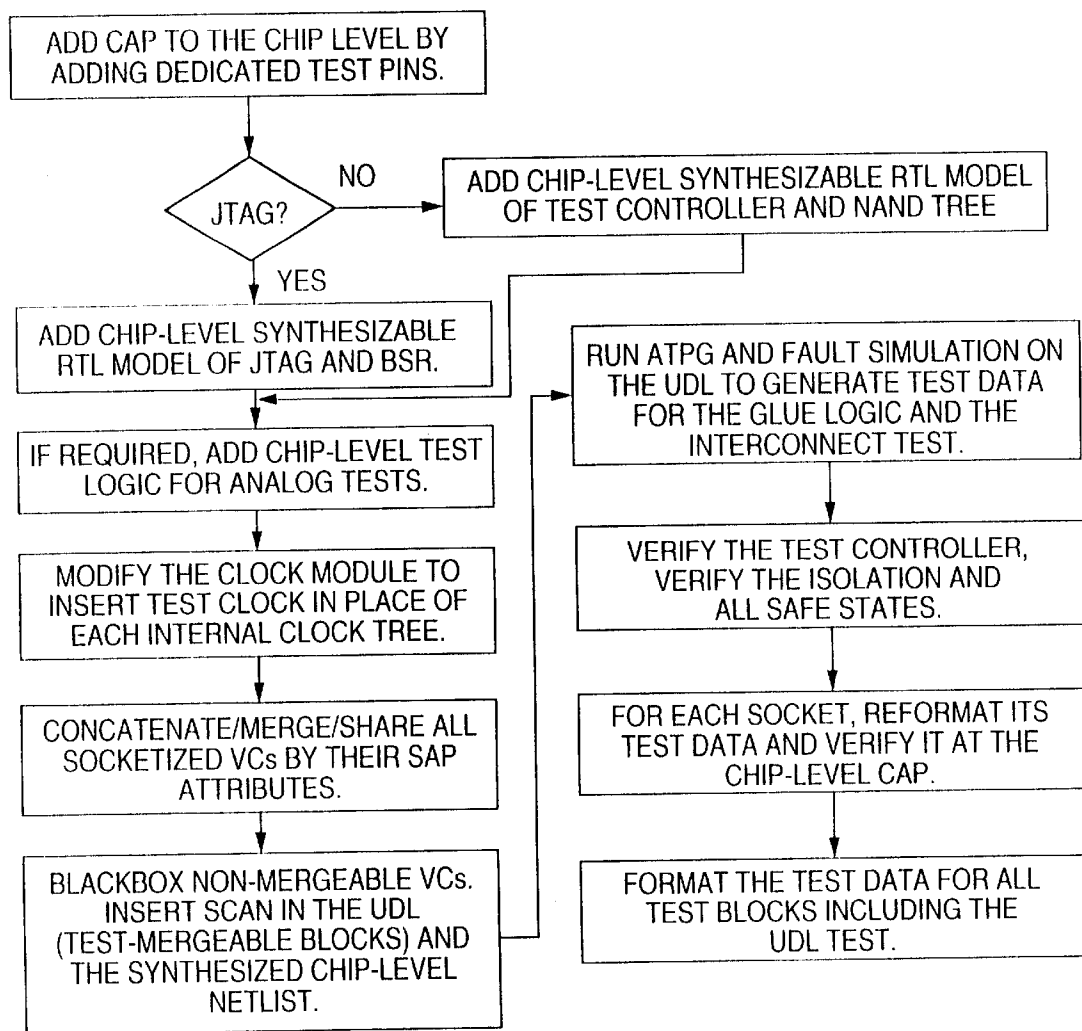 ADD CAP TO THE CHIP LEVEL BY
ADDING DEDICATED TEST PINS.
JTAG?
NO
ADD CHIP-LEVEL SYNTHESIZABLE RTL MODEL
OF TEST CONTROLLER AND NAND TREE
YES
ADD CHIP-LEVEL SYNTHESIZABLE
RTL MODEL OF JTAG AND BSR.
IF REQUIRED, ADD CHIP-LEVEL TEST
LOGIC FOR ANALOG TESTS.
MODIFY THE CLOCK MODULE TO
INSERT TEST CLOCK IN PLACE OF
EACH INTERNAL CLOCK TREE.
CONCATENATE/MERGE/SHARE ALL
SOCKETIZED VCs BY THEIR SAP
ATTRIBUTES.
BLACKBOX NON-MERGEABLE VCs.
INSERT SCAN IN THE UDL
(TEST-MERGEABLE BLOCKS) AND
THE SYNTHESIZED CHIP-LEVEL
NETLIST.
RUN ATPG AND FAULT SIMULATION ON
THE UDL TO GENERATE TEST DATA
FOR THE GLUE LOGIC AND THE
INTERCONNECT TEST.
VERIFY THE TEST CONTROLLER,
VERIFY THE ISOLATION AND
ALL SAFE STATES.
FOR EACH SOCKET, REFORMAT ITS
TEST DATA AND VERIFY IT AT THE
CHIP-LEVEL CAP.
FORMAT THE TEST DATA FOR ALL
TEST BLOCKS INCLUDING THE
UDL TEST.